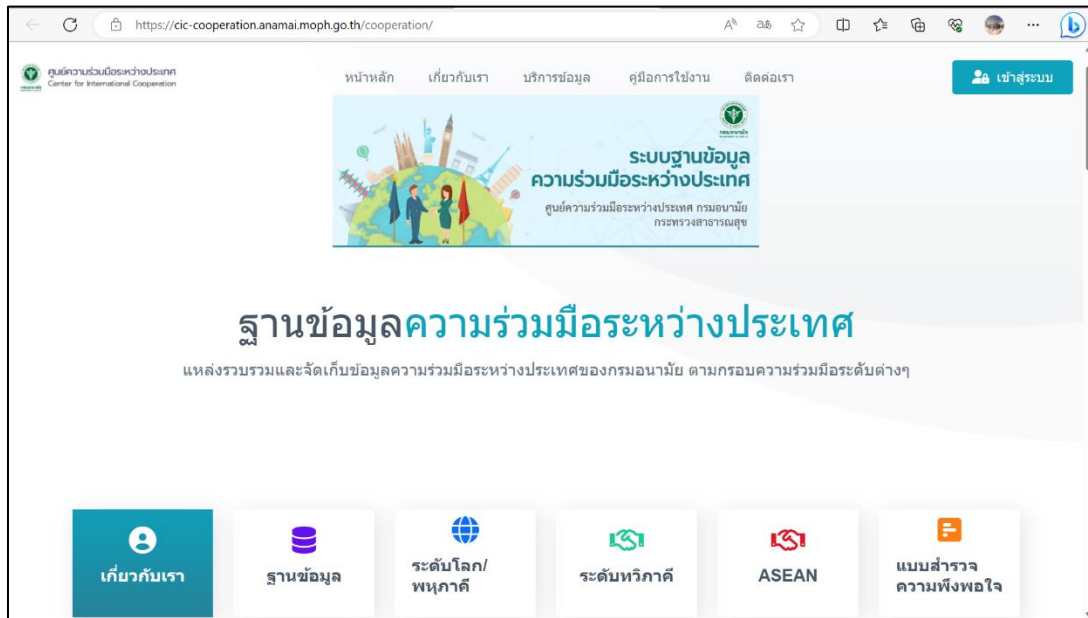 https://cic-cooperation.anamai.moph.go.th/cooperation/
ศูนย์ความร่วมมือระหว่างประเทศ
Center for International Cooperation
หน้าหลัก เกี่ยวกับเรา บริการข้อมูล คู่มือการใช้งาน ติดต่อเรา
เข้าสู่ระบบ
ระบบฐานข้อมูล
ความร่วมมือระหว่างประเทศ
ศูนย์ความร่วมมือระหว่างประเทศ กรมอนามัย
กระทรวงสาธารณสุข
ฐานข้อมูลความร่วมมือระหว่างประเทศ
แหล่งรวบรวมและจัดเก็บข้อมูลความร่วมมือระหว่างประเทศของกรมอนามัย ตามกรอบความร่วมมือระดับต่างๆ
เกี่ยวกับเรา
ฐานข้อมูล
ระดับโลก/
พหุภาคี
ระดับทวิภาคี
ASEAN
แบบสำรวจ
ความพึงพอใจ